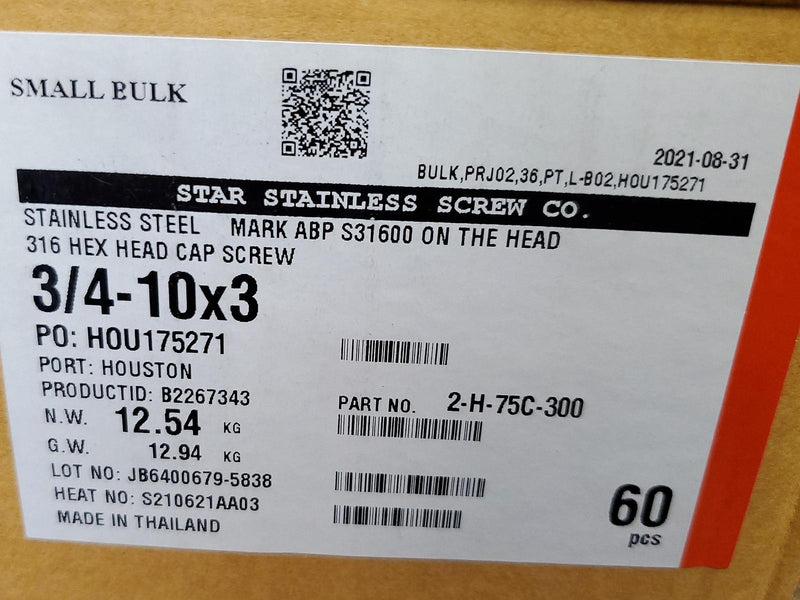 SMALL BULK
2021-08-31
BULK,PRJ02,36,PT,L-B02,HOU175271
STAR STAINLESS SCREW CO.
STAINLESS STEEL MARK ABP S31600 ON THE HEAD
316 HEX HEAD CAP SCREW
3/4-10x3
PO: HOU175271
PORT: HOUSTON
PRODUCTID: B2267343
PART NO. 2-H-75C-300
N.W. 12.54 KG
G.W. 12.94 KG
LOT NO: JB6400679-5838
HEAT NO: S210621AA03
MADE IN THAILAND
60
pcs